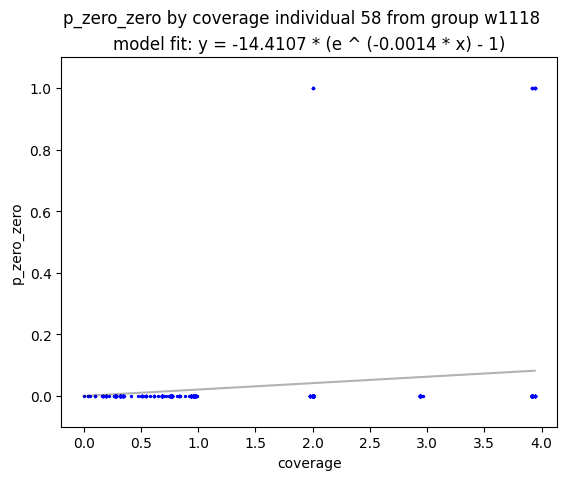 p_zero_zero by coverage individual 58 from group w1118
model fit: y = -14.4107 * (e ^ (-0.0014 * x) - 1)
1.0
0.8
0.6
0.4
0.2
0.0
p_zero_zero
0.0 0.5 1.0 1.5 2.0 2.5 3.0 3.5 4.0
coverage